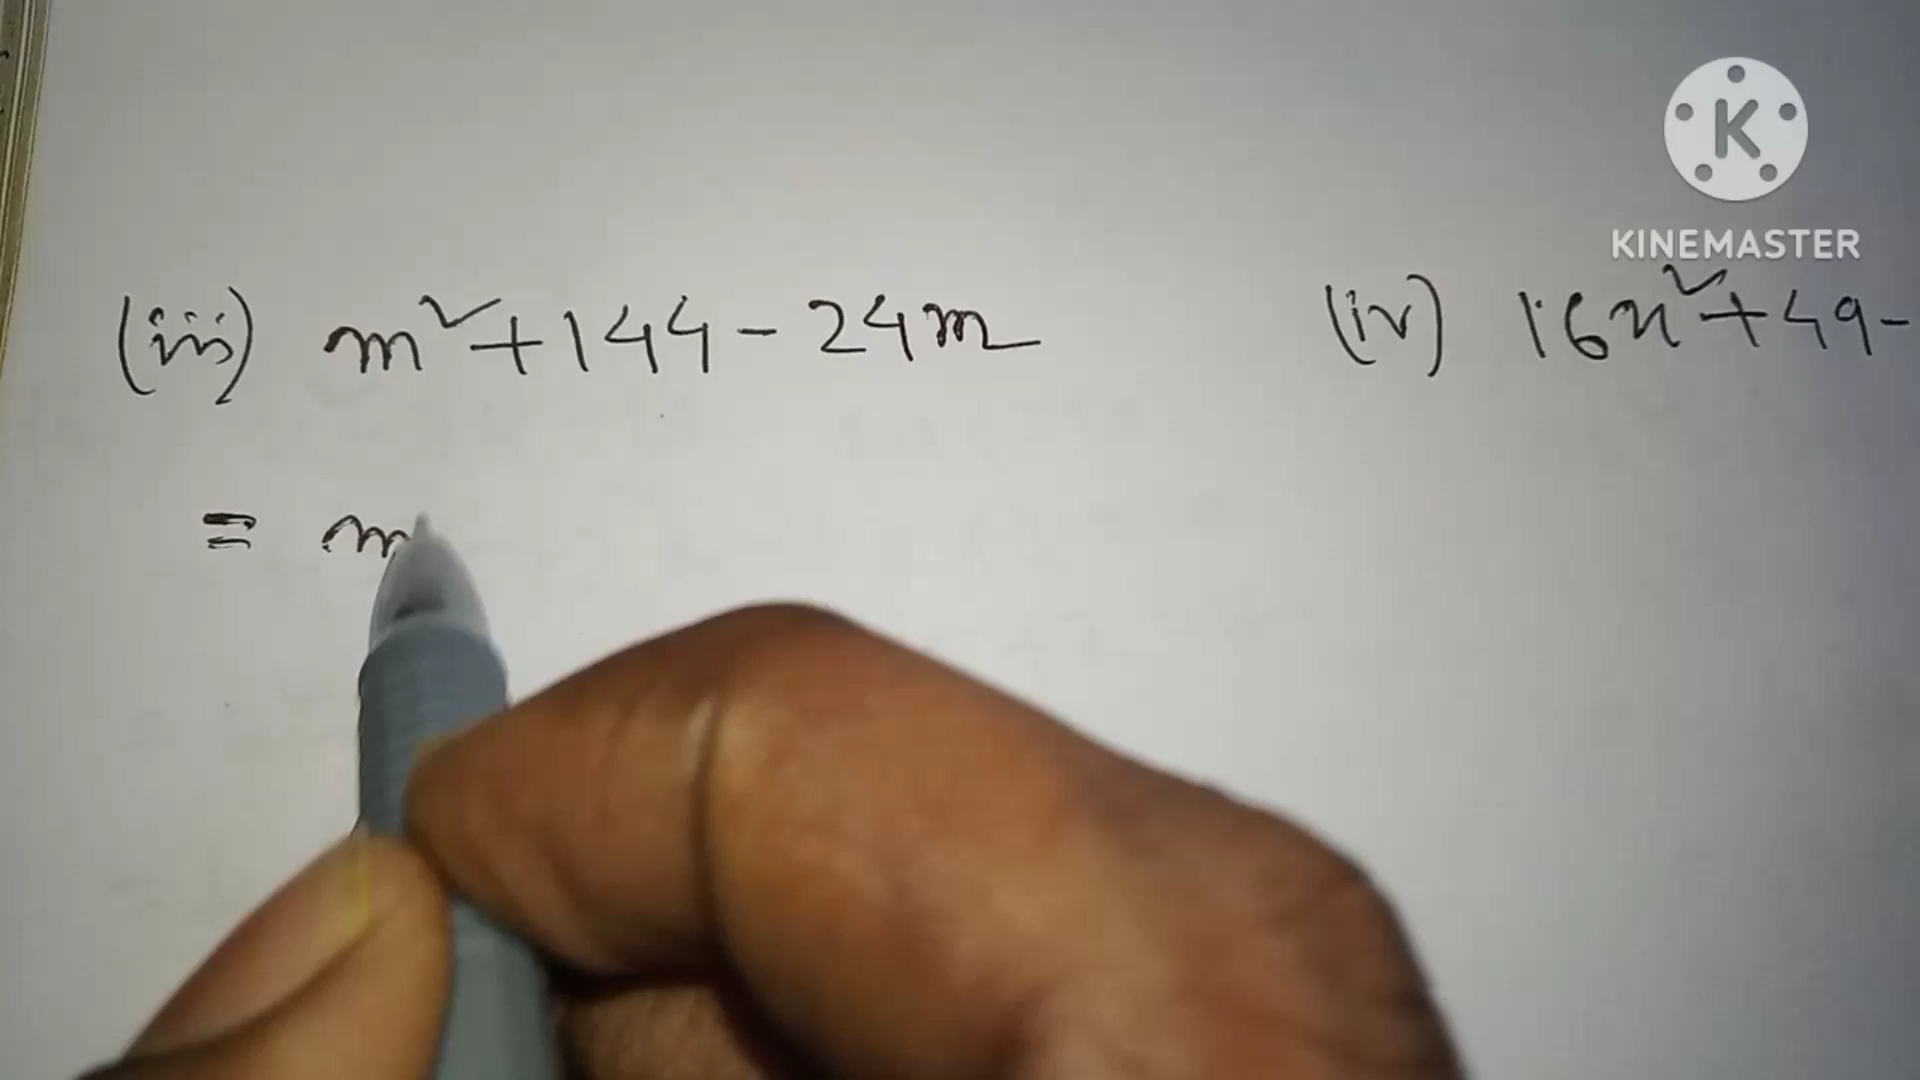 K
KINEMASTER
(iii) m²+144-24m (iv) 16x²+49-
= m